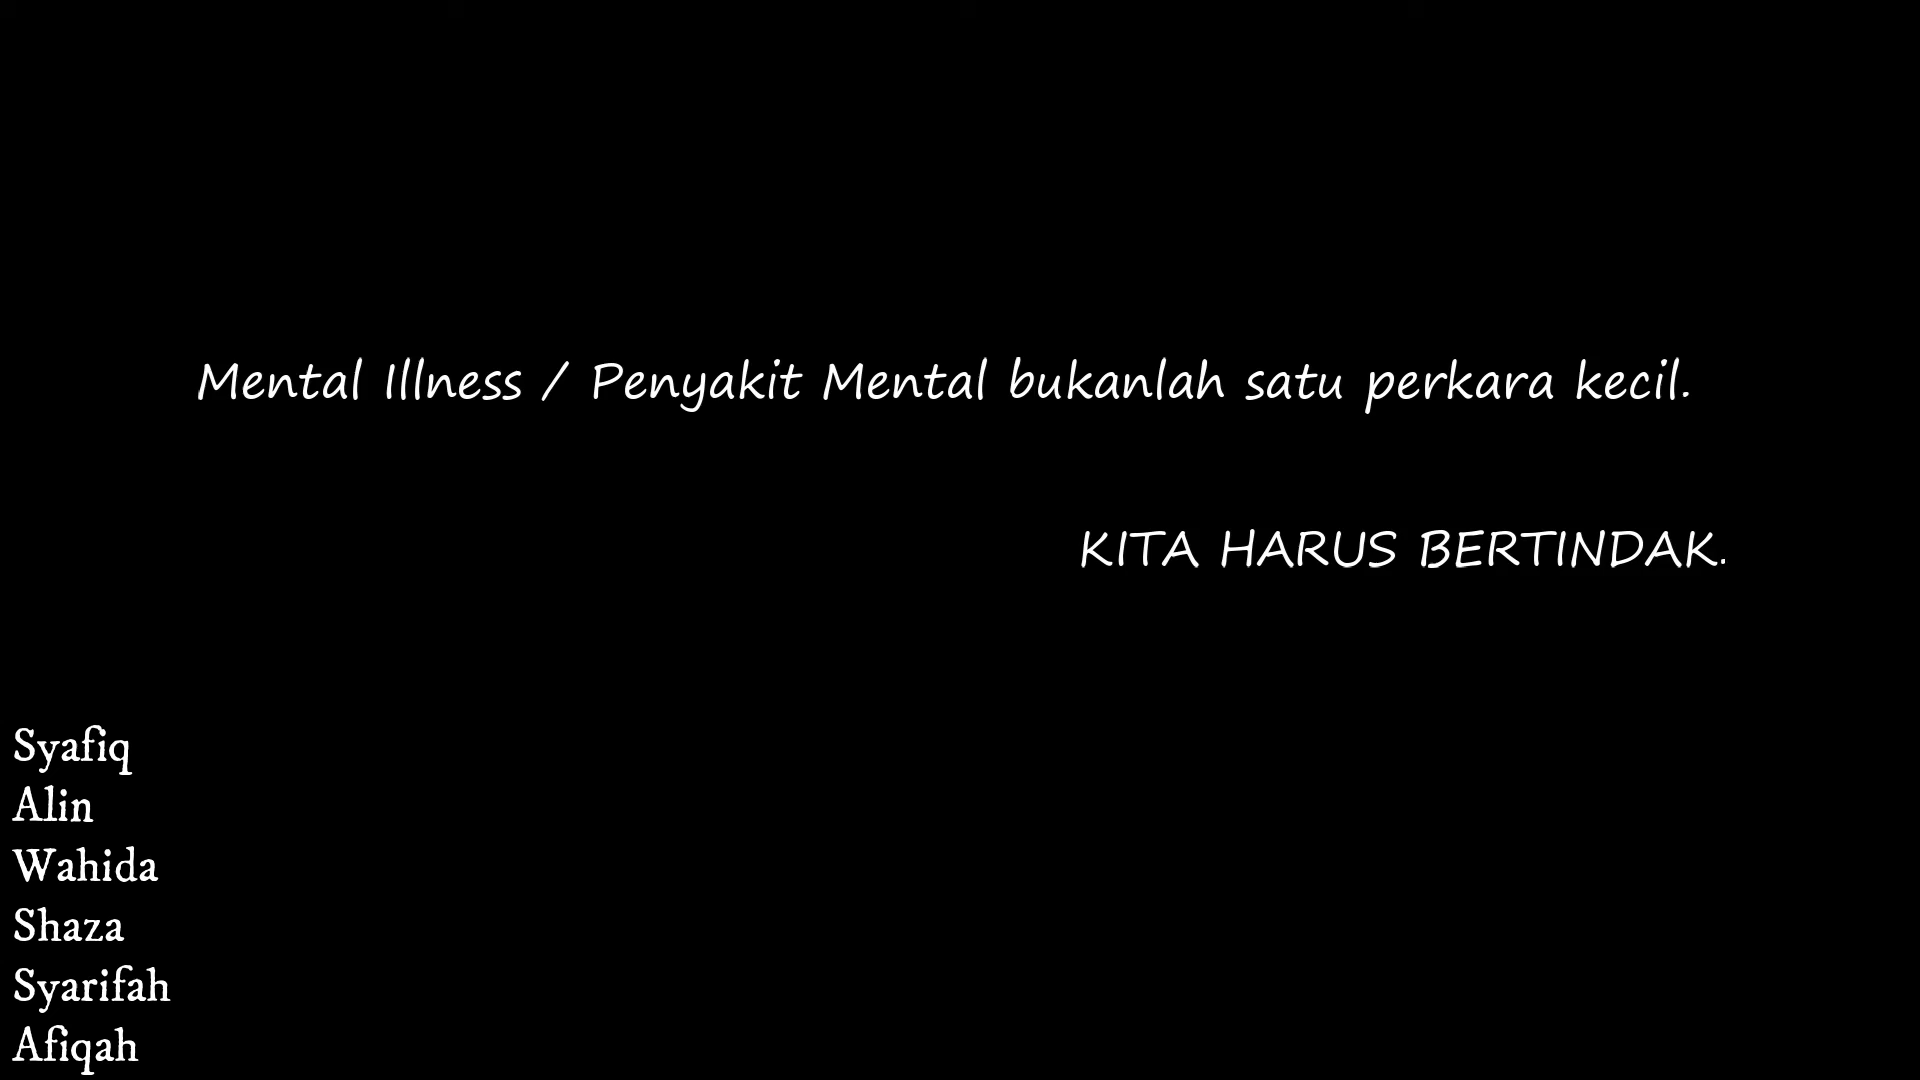 Mental Illness / Penyakit Mental bukanlah satu perkara kecil.
KITA HARUS BERTINDAK.
Syafiq
Alin
Wahida
Shaza
Syarifah
Afiqah